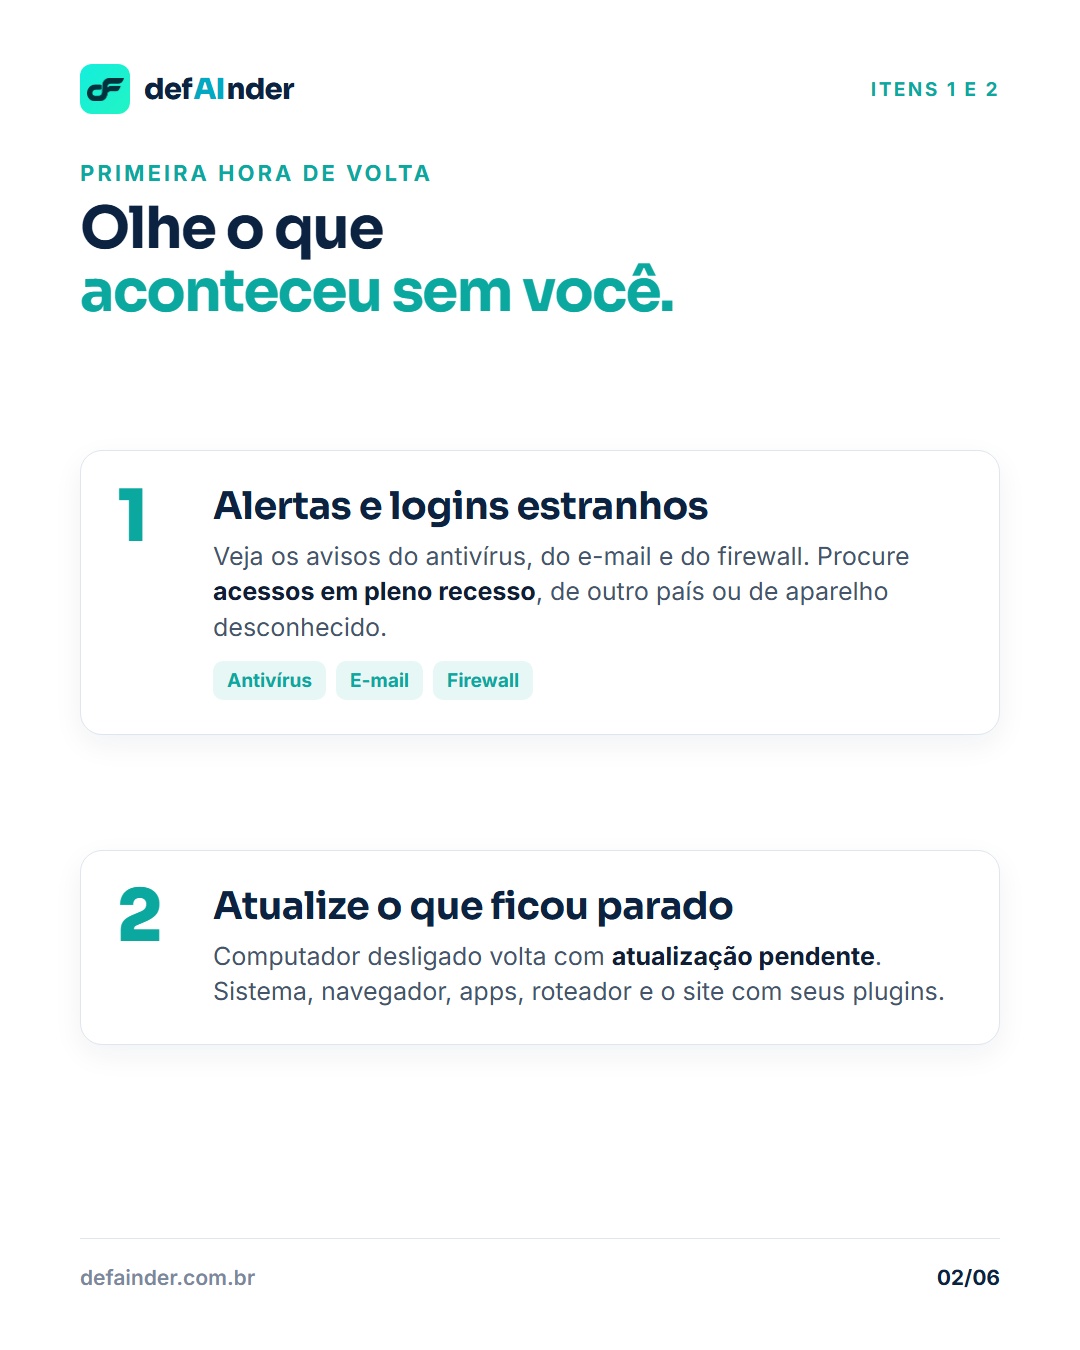 defAInder
ITENS 1 E 2
PRIMEIRA HORA DE VOLTA
Olhe o que
aconteceu sem você.
1
Alertas e logins estranhos
Veja os avisos do antivírus, do e-mail e do firewall. Procure
acessos em pleno recesso, de outro país ou de aparelho
desconhecido.
Antivírus
E-mail
Firewall
2
Atualize o que ficou parado
Computador desligado volta com atualização pendente.
Sistema, navegador, apps, roteador e o site com seus plugins.
defainder.com.br
02/06